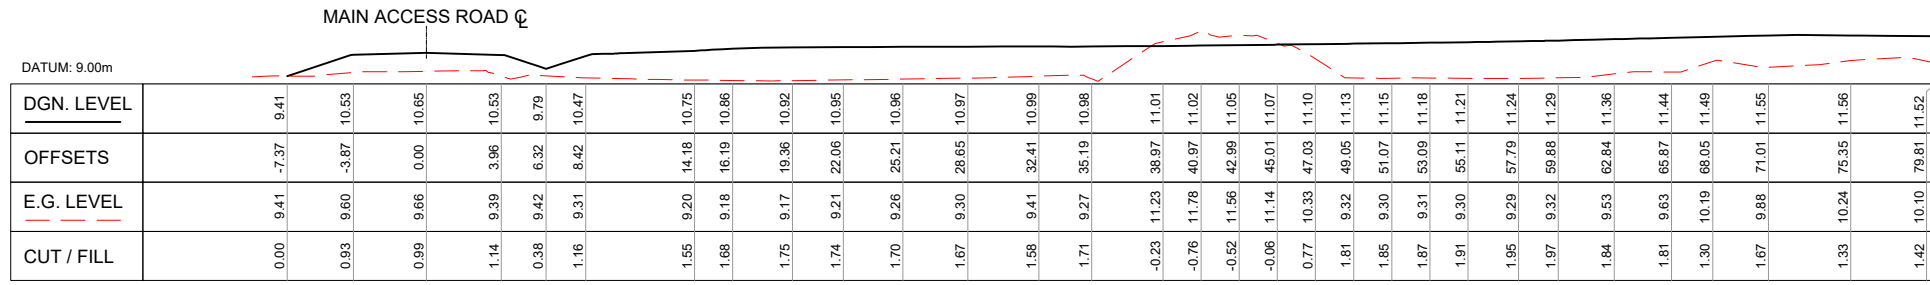 MAIN ACCESS ROAD ℄
DATUM: 9.00m
DGN. LEVEL 9.41 10.53 10.65 10.53 9.79 10.47 10.75 10.86 10.92 10.95 10.96 10.97 10.99 10.98 11.01 11.02 11.05 11.07 11.10 11.13 11.15 11.18 11.21 11.24 11.29 11.36 11.44 11.49 11.55 11.56 11.52
OFFSETS -7.37 -3.87 0.00 3.96 6.32 8.42 14.18 16.19 19.36 22.06 25.21 28.65 32.41 35.19 38.97 40.97 42.99 45.01 47.03 49.05 51.07 53.09 55.11 57.79 59.88 62.84 65.87 68.05 71.01 75.35 79.81
E.G. LEVEL 9.41 9.60 9.66 9.39 9.42 9.31 9.20 9.18 9.17 9.21 9.26 9.30 9.41 9.27 11.23 11.78 11.56 11.14 10.33 9.32 9.30 9.31 9.30 9.29 9.32 9.53 9.63 10.19 9.88 10.24 10.10
CUT / FILL 0.00 0.93 0.99 1.14 0.38 1.16 1.55 1.68 1.75 1.74 1.70 1.67 1.58 1.71 -0.23 -0.76 -0.52 -0.06 0.77 1.81 1.85 1.87 1.91 1.95 1.97 1.84 1.81 1.30 1.67 1.33 1.42